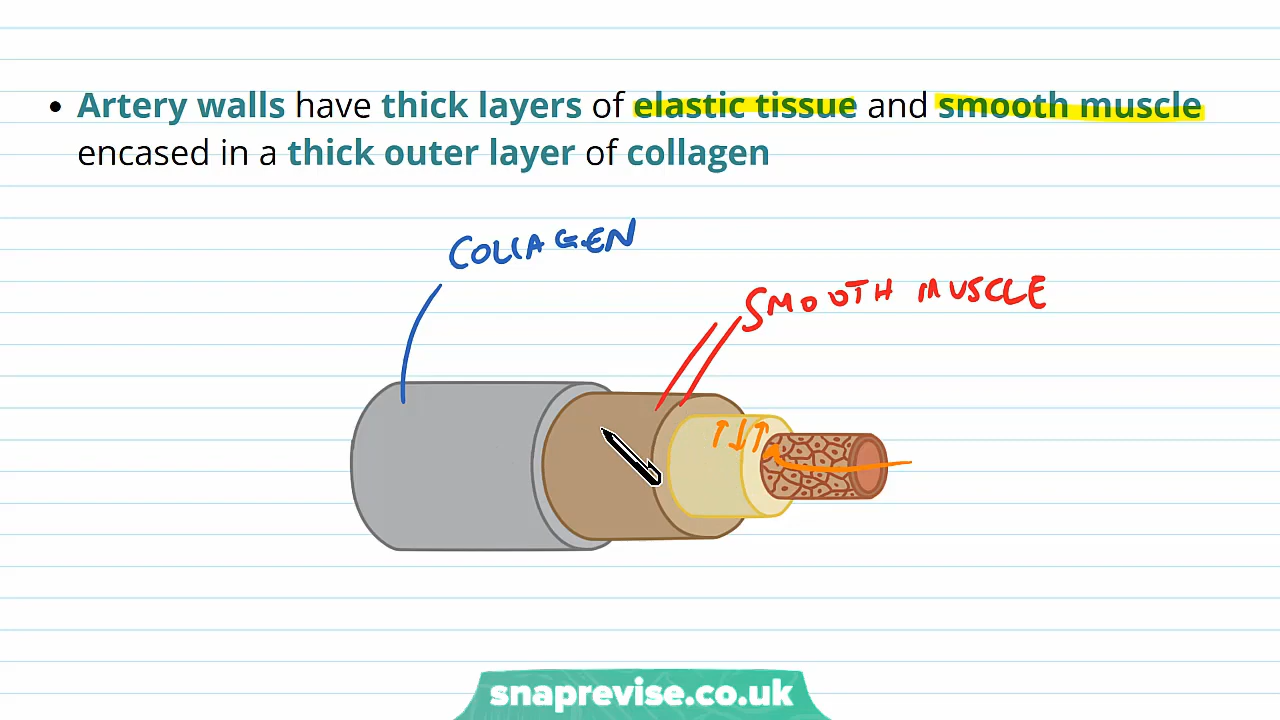 • Artery walls have thick layers of elastic tissue and smooth muscle
encased in a thick outer layer of collagen
COLLAGEN
SMOOTH MUSCLE
snaprevise.co.uk